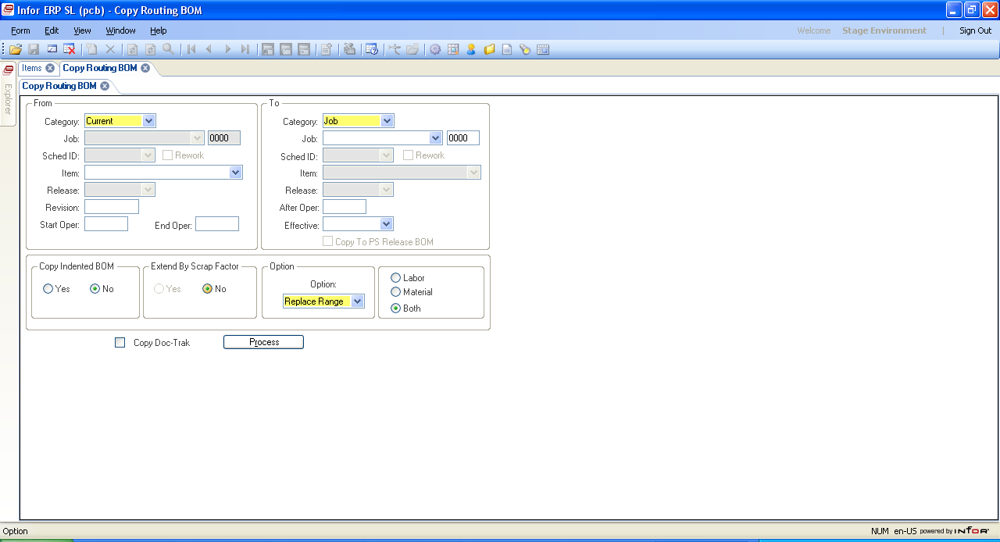 Infor ERP SL (pcb) - Copy Routing BOM
Form Edit View Window Help
Welcome Stage Environment | Sign Out
Items Copy Routing BOM
Explorer
Copy Routing BOM
From
Category: Current
Job: 0000
Sched ID: Rework
Item:
Release:
Revision:
Start Oper: End Oper:
To
Category: Job
Job: 0000
Sched ID: Rework
Item:
Release:
After Oper:
Effective:
Copy To PS Release BOM
Copy Indented BOM
Yes No
Extend By Scrap Factor
Yes No
Option
Option:
Replace Range
Labor
Material
Both
Copy Doc-Trak Process
Option NUM en-US powered by infor